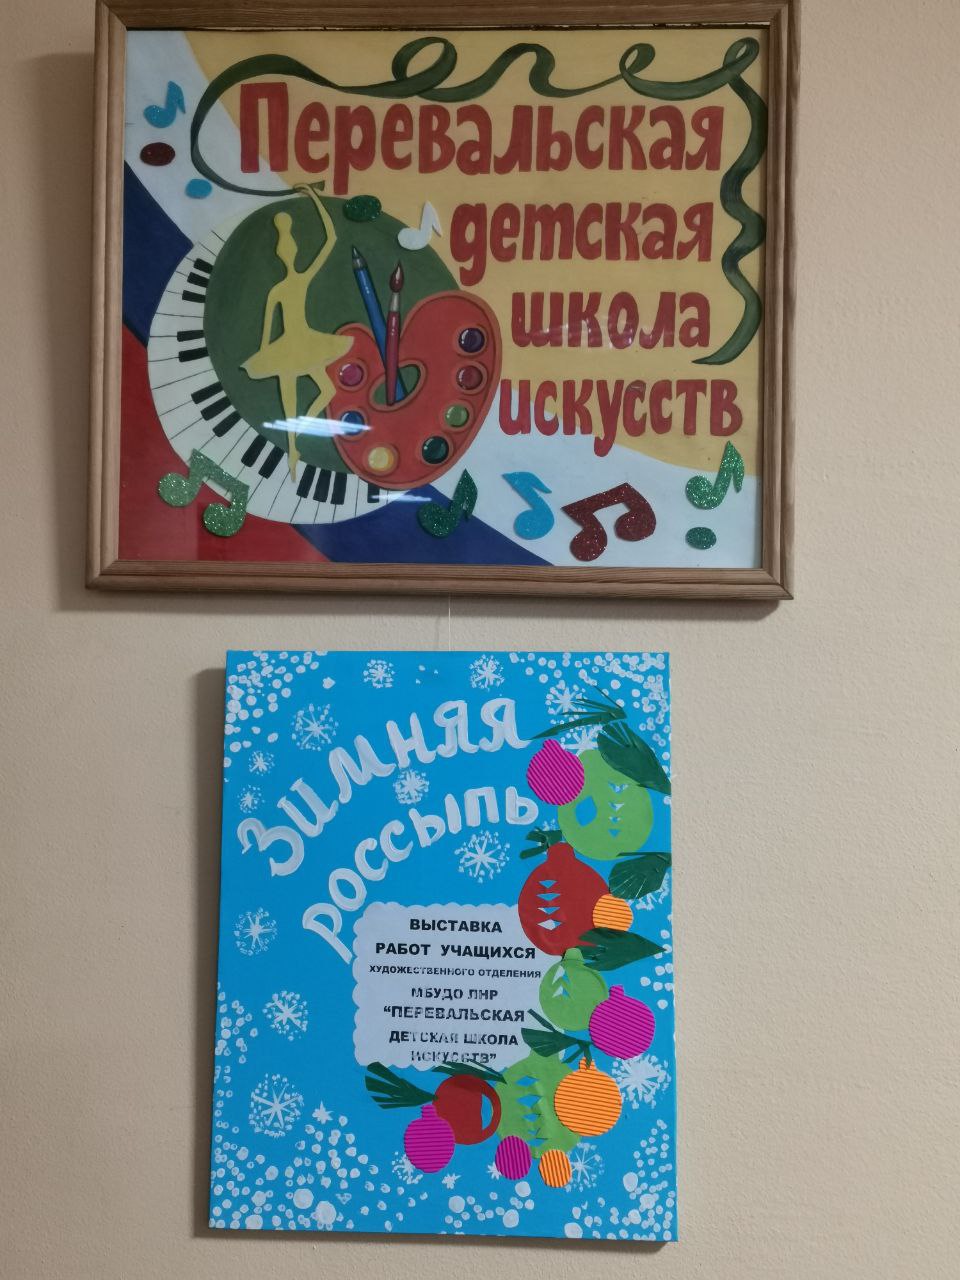 Перевальская
детская
школа
искусств
Зимняя
россыпь
ВЫСТАВКА
РАБОТ УЧАЩИХСЯ
ХУДОЖЕСТВЕННОГО ОТДЕЛЕНИЯ
МБУДО ЛНР
“ПЕРЕВАЛЬСКАЯ
ДЕТСКАЯ ШКОЛА
ИСКУССТВ”